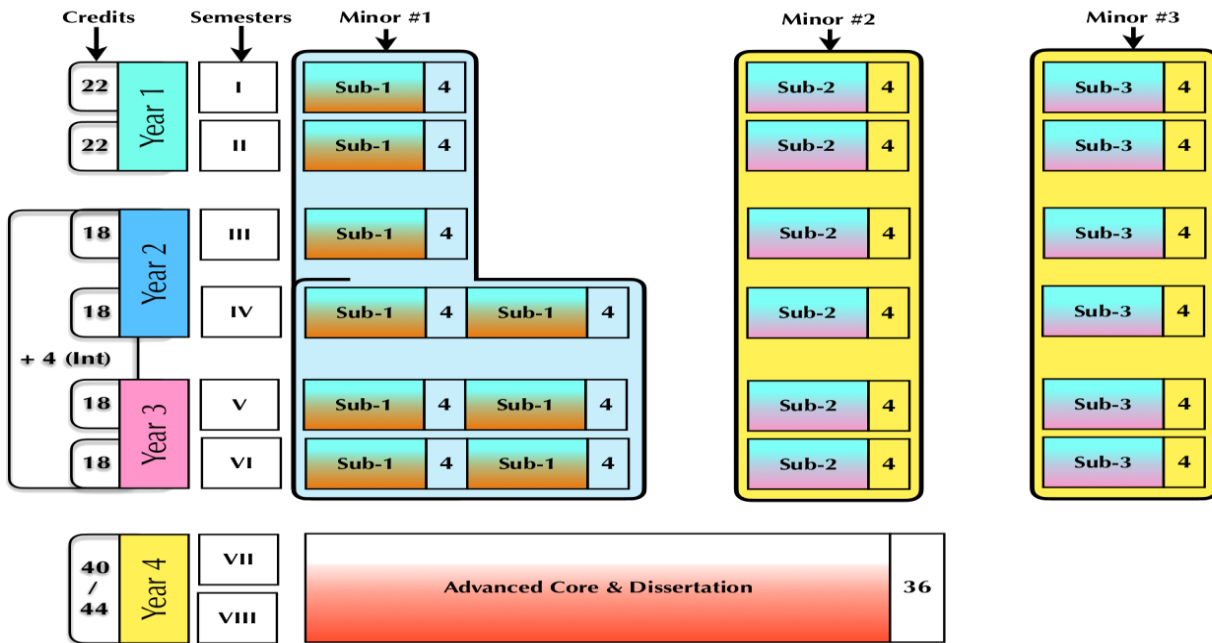 Credits Semesters Minor #1 Minor #2 Minor #3
22 Year 1 I Sub-1 4 Sub-2 4 Sub-3 4
22 II Sub-1 4 Sub-2 4 Sub-3 4
18 Year 2 III Sub-1 4 Sub-2 4 Sub-3 4
18 IV Sub-1 4 Sub-1 4 Sub-2 4 Sub-3 4
+ 4 (Int)
18 Year 3 V Sub-1 4 Sub-1 4 Sub-2 4 Sub-3 4
18 VI Sub-1 4 Sub-1 4 Sub-2 4 Sub-3 4
40 / 44 Year 4 VII Advanced Core & Dissertation 36
VIII